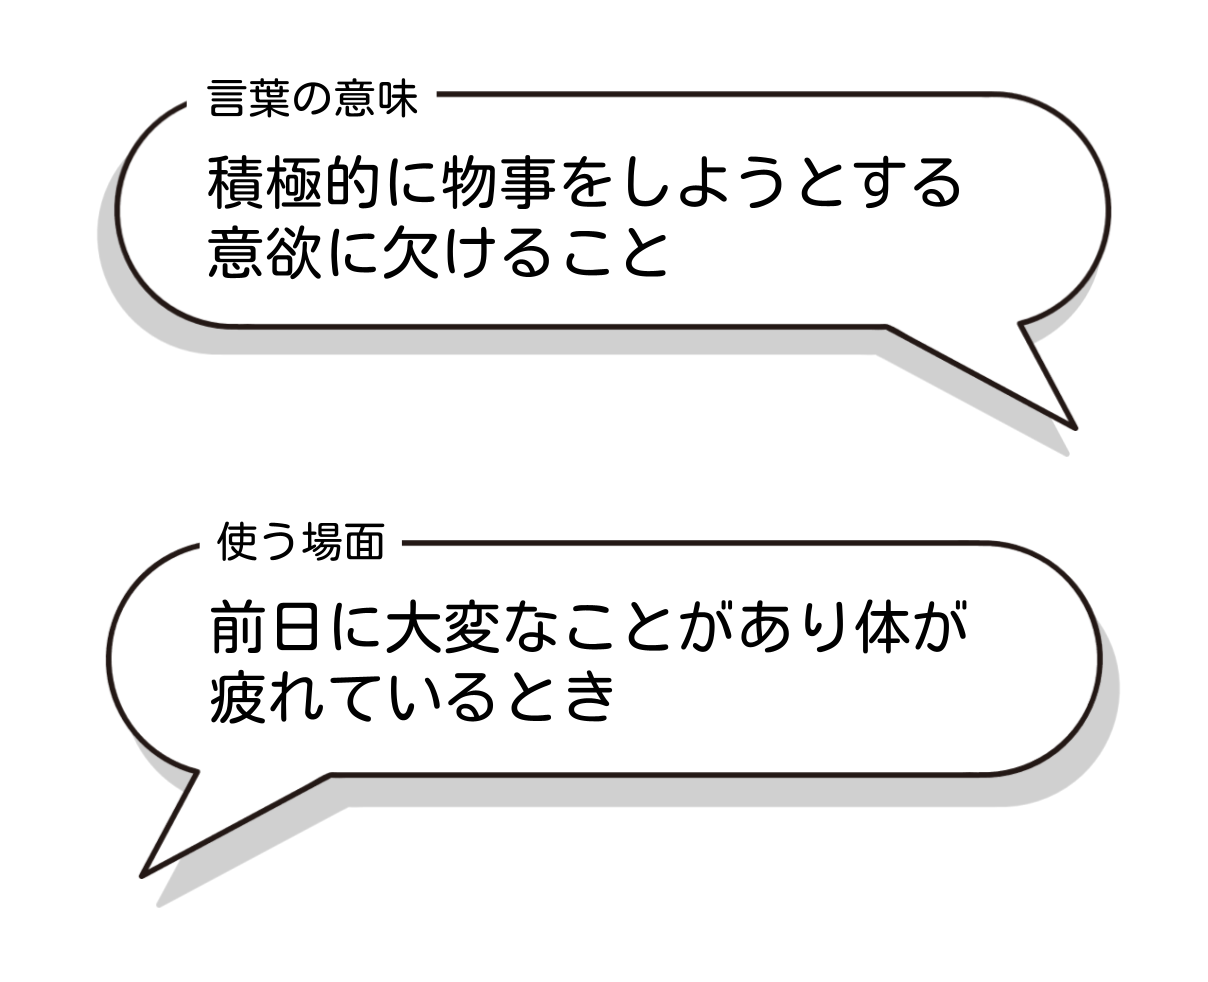 言葉の意味
積極的に物事をしようとする
意欲に欠けること
使う場面
前日に大変なことがあり体が
疲れているとき